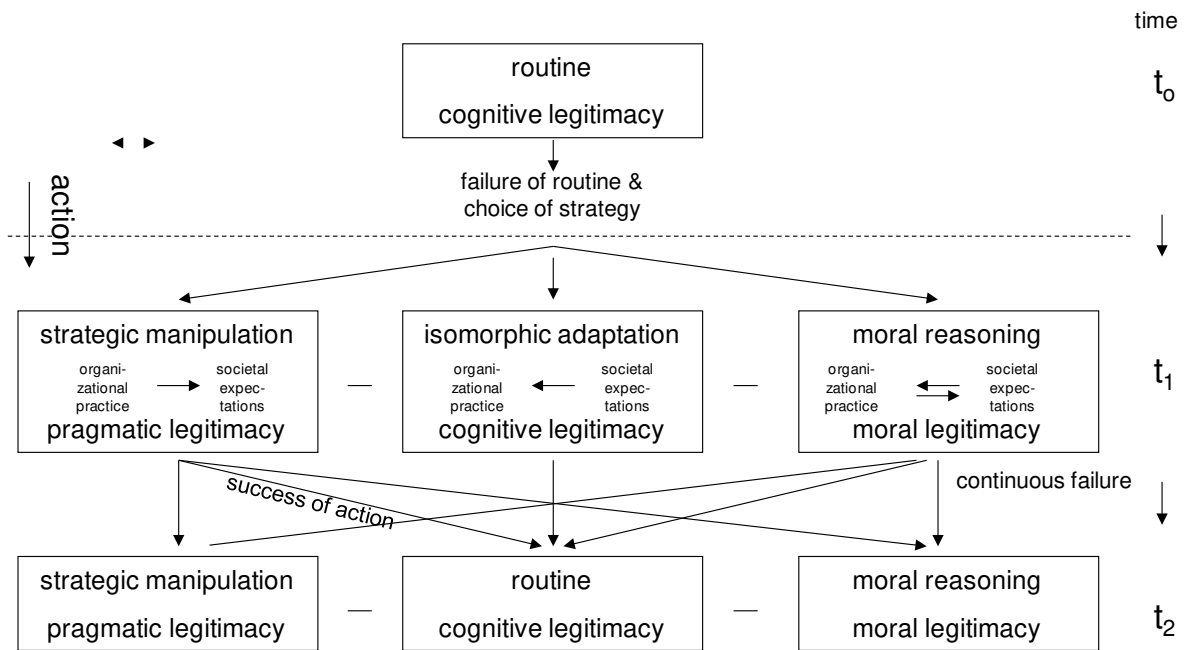 time
routine
cognitive legitimacy
to
action
failure of routine &
choice of strategy
strategic manipulation
organi-
zational
practice
societal
expec-
tations
pragmatic legitimacy
isomorphic adaptation
organi-
zational
practice
societal
expec-
tations
cognitive legitimacy
moral reasoning
organi-
zational
practice
societal
expec-
tations
moral legitimacy
t1
success of action
continuous failure
strategic manipulation
pragmatic legitimacy
routine
cognitive legitimacy
moral reasoning
moral legitimacy
t2